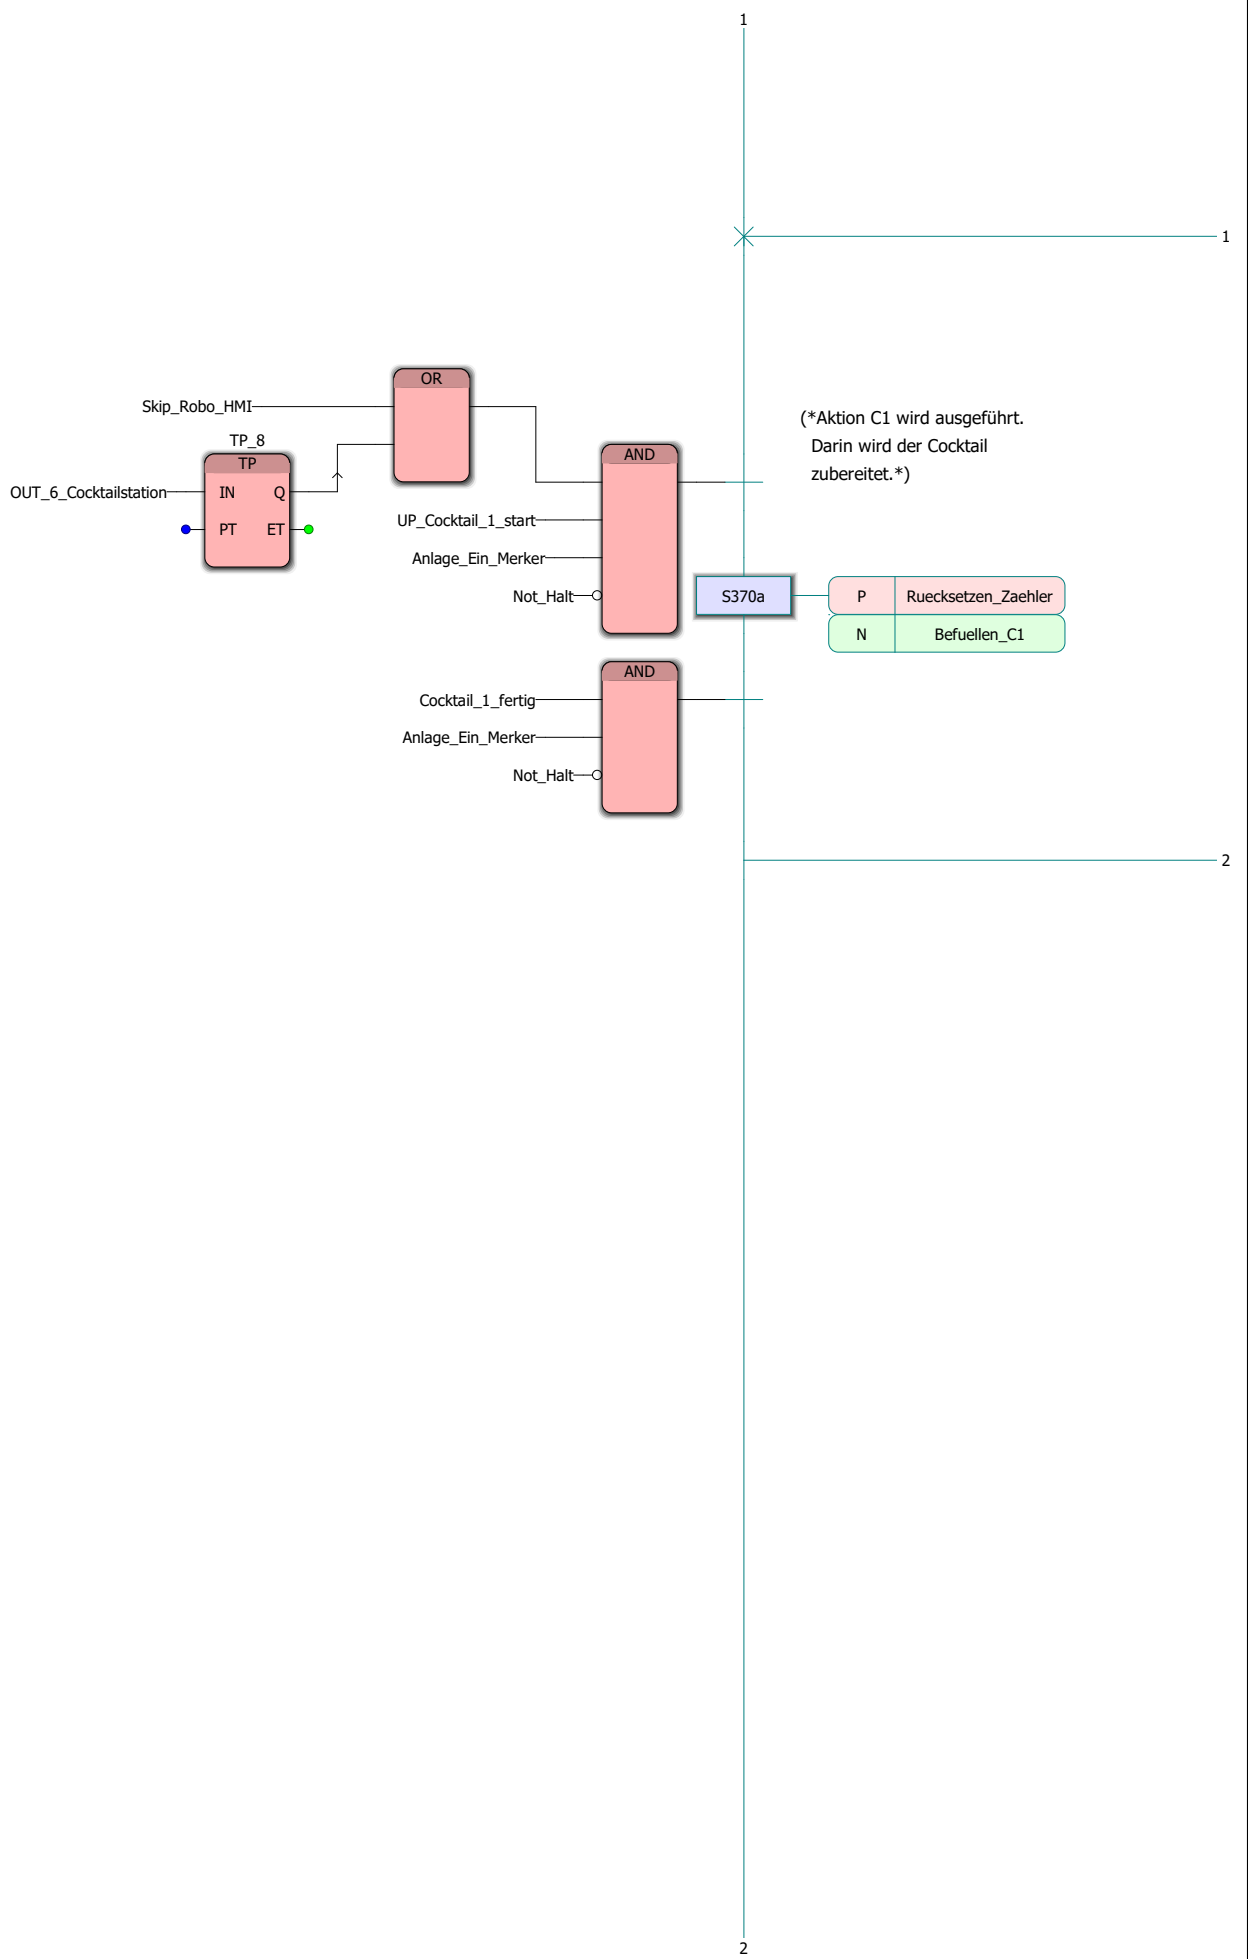 1
1
OR
Skip_Robo_HMI
(*Aktion C1 wird ausgeführt.
Darin wird der Cocktail
zubereitet.*)
TP_8
TP
AND
OUT_6_Cocktailstation
IN Q
PT ET
UP_Cocktail_1_start
Anlage_Ein_Merker
Not_Halt
S370a
P Ruecksetzen_Zaehler
N Befuellen_C1
AND
Cocktail_1_fertig
Anlage_Ein_Merker
Not_Halt
2
2